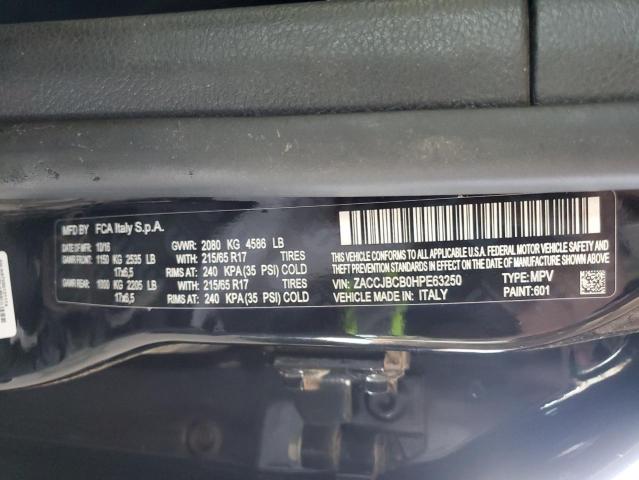 MFD BY FCA Italy S.p.A.
10/16 GVWR: 2080 KG 4586 LB
GAWR FRONT: 1150 KG 2535 LB WITH 215/65 R17 TIRES
17x6,5 RIMS AT: 240 KPA (35 PSI) COLD
GAWR REAR: 1000 KG 2205 LB WITH 215/65 R17 TIRES
17x6,5 RIMS AT: 240 KPA (35 PSI) COLD
THIS VEHICLE CONFORMS TO ALL APPLICABLE U.S. FEDERAL MOTOR VEHICLE SAFETY
BUMPER AND THEFT PREVENTION STANDARDS IN EFFECT ON THE DATE OF MANUFACTURE SHOWN ABOVE
VIN: ZACCJBCB0HPE63250 TYPE: MPV
VEHICLE MADE IN: ITALY PAINT: 601